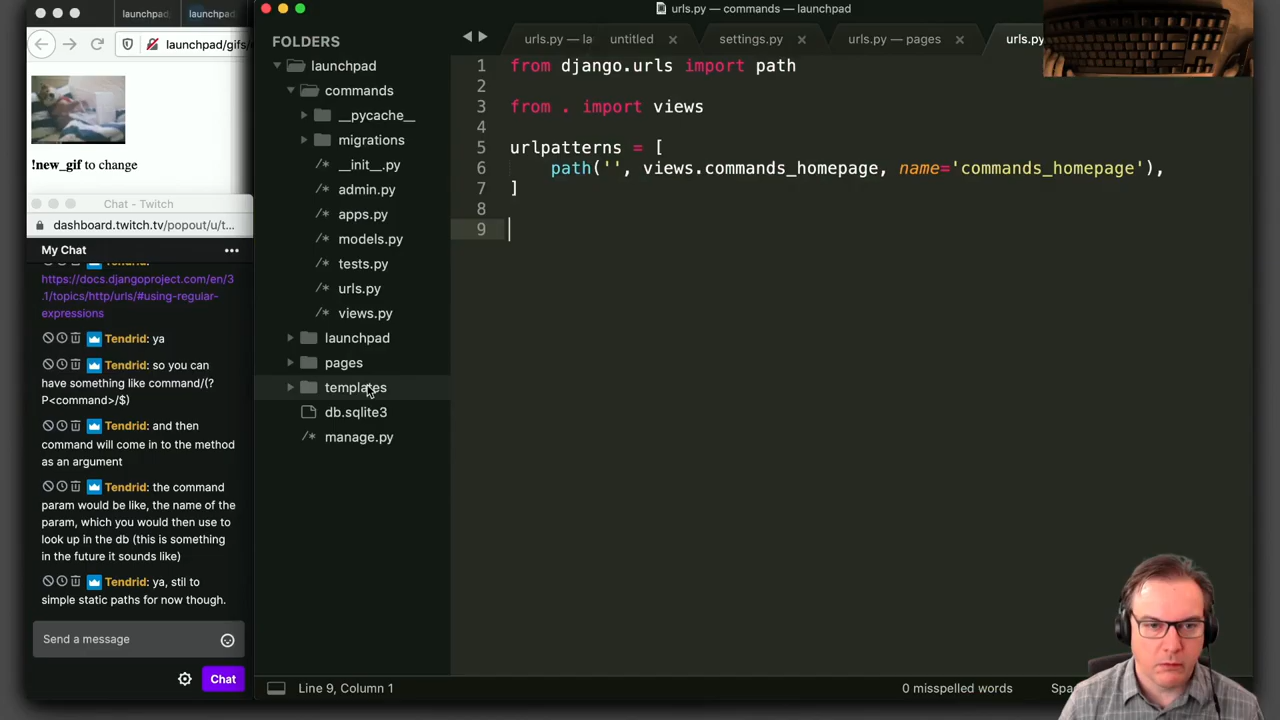 launchpad
launchpad
launchpad/gifs/
!new_gif to change
Chat - Twitch
dashboard.twitch.tv/popout/u/t...
My Chat
https://docs.djangoproject.com/en/3
.1/topics/http/urls/#using-regular-
expressions
Tendrid: ya
Tendrid: so you can
have something like command/(?
P<command>/$)
Tendrid: and then
command will come in to the method
as an argument
Tendrid: the command
param would be like, the name of the
param, which you would then use to
look up in the db (this is something
in the future it sounds like)
Tendrid: ya, stil to
simple static paths for now though.
Send a message
Chat
urls.py — commands — launchpad
FOLDERS
launchpad
commands
__pycache__
migrations
/* __init__.py
/* admin.py
/* apps.py
/* models.py
/* tests.py
/* urls.py
/* views.py
launchpad
pages
templates
db.sqlite3
/* manage.py
urls.py — la
untitled
settings.py
urls.py — pages
urls.py
1 from django.urls import path
2
3 from . import views
4
5 urlpatterns = [
6 path('', views.commands_homepage, name='commands_homepage'),
7 ]
8
9
Line 9, Column 1
0 misspelled words
Spa